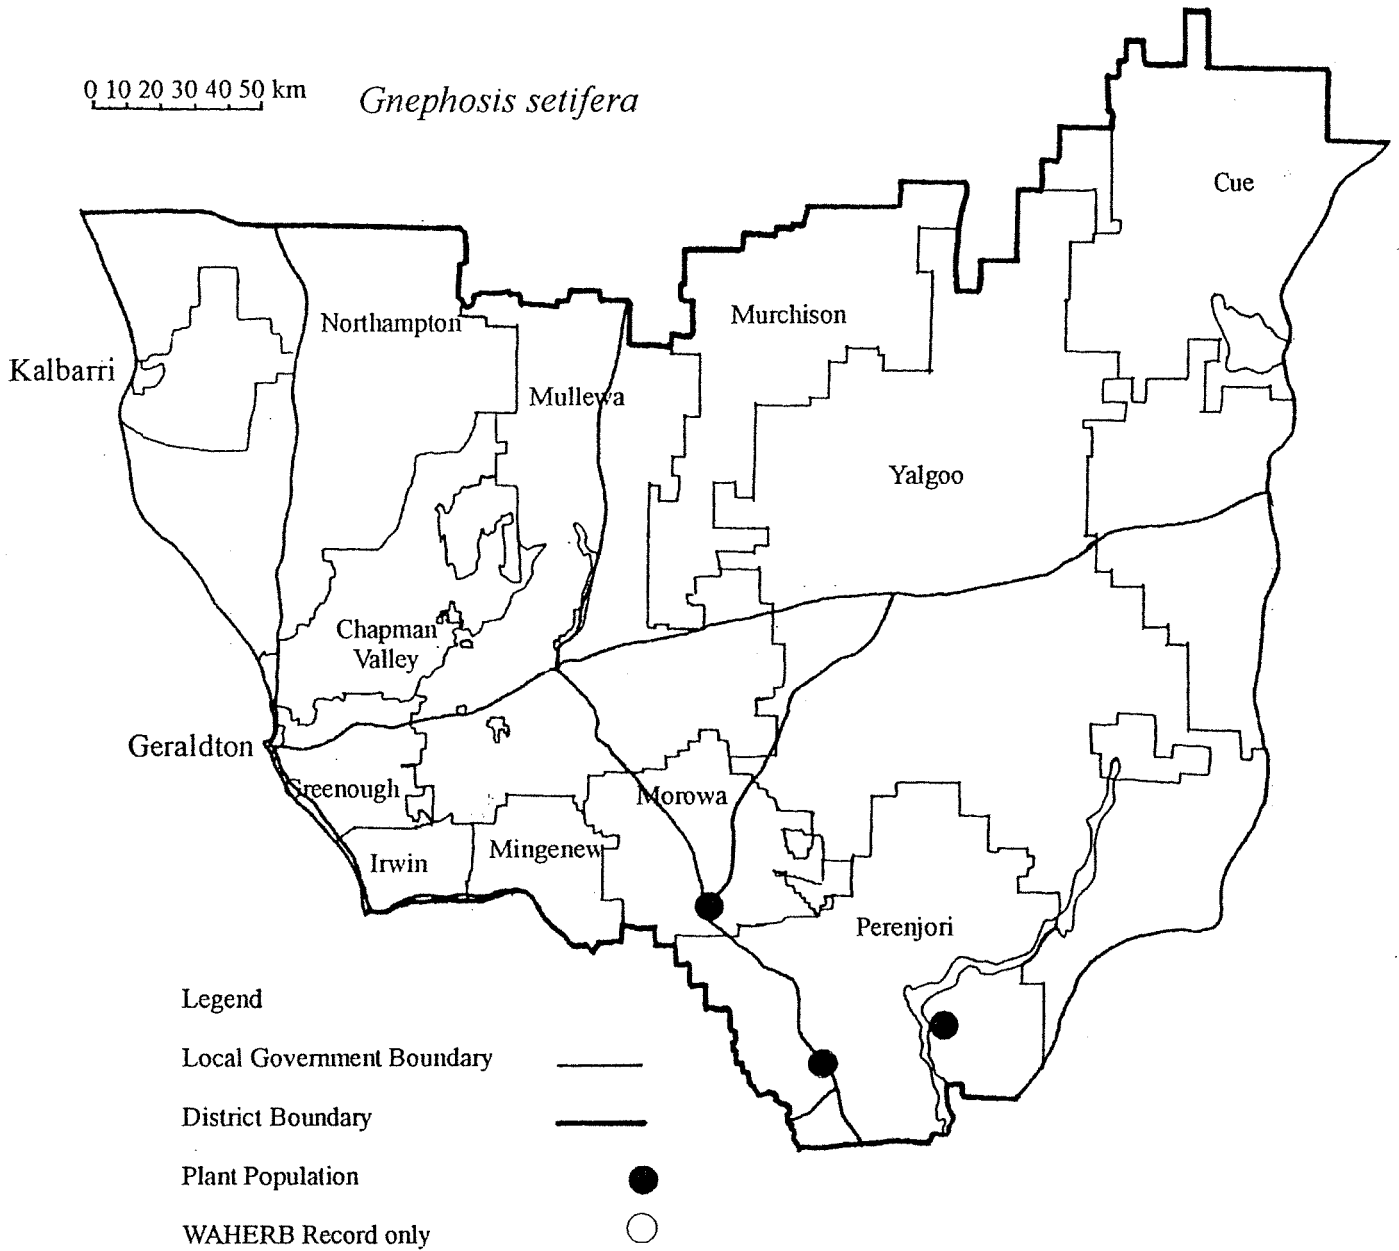 0 10 20 30 40 50 km
Gnephosis setifera
Cue
Northampton
Murchison
Kalbarri
Mullewa
Yalgoo
Chapman
Valley
Geraldton
Greenough
Morowa
Irwin
Mingenew
Perenjori
Legend
Local Government Boundary
District Boundary
Plant Population
WAHERB Record only